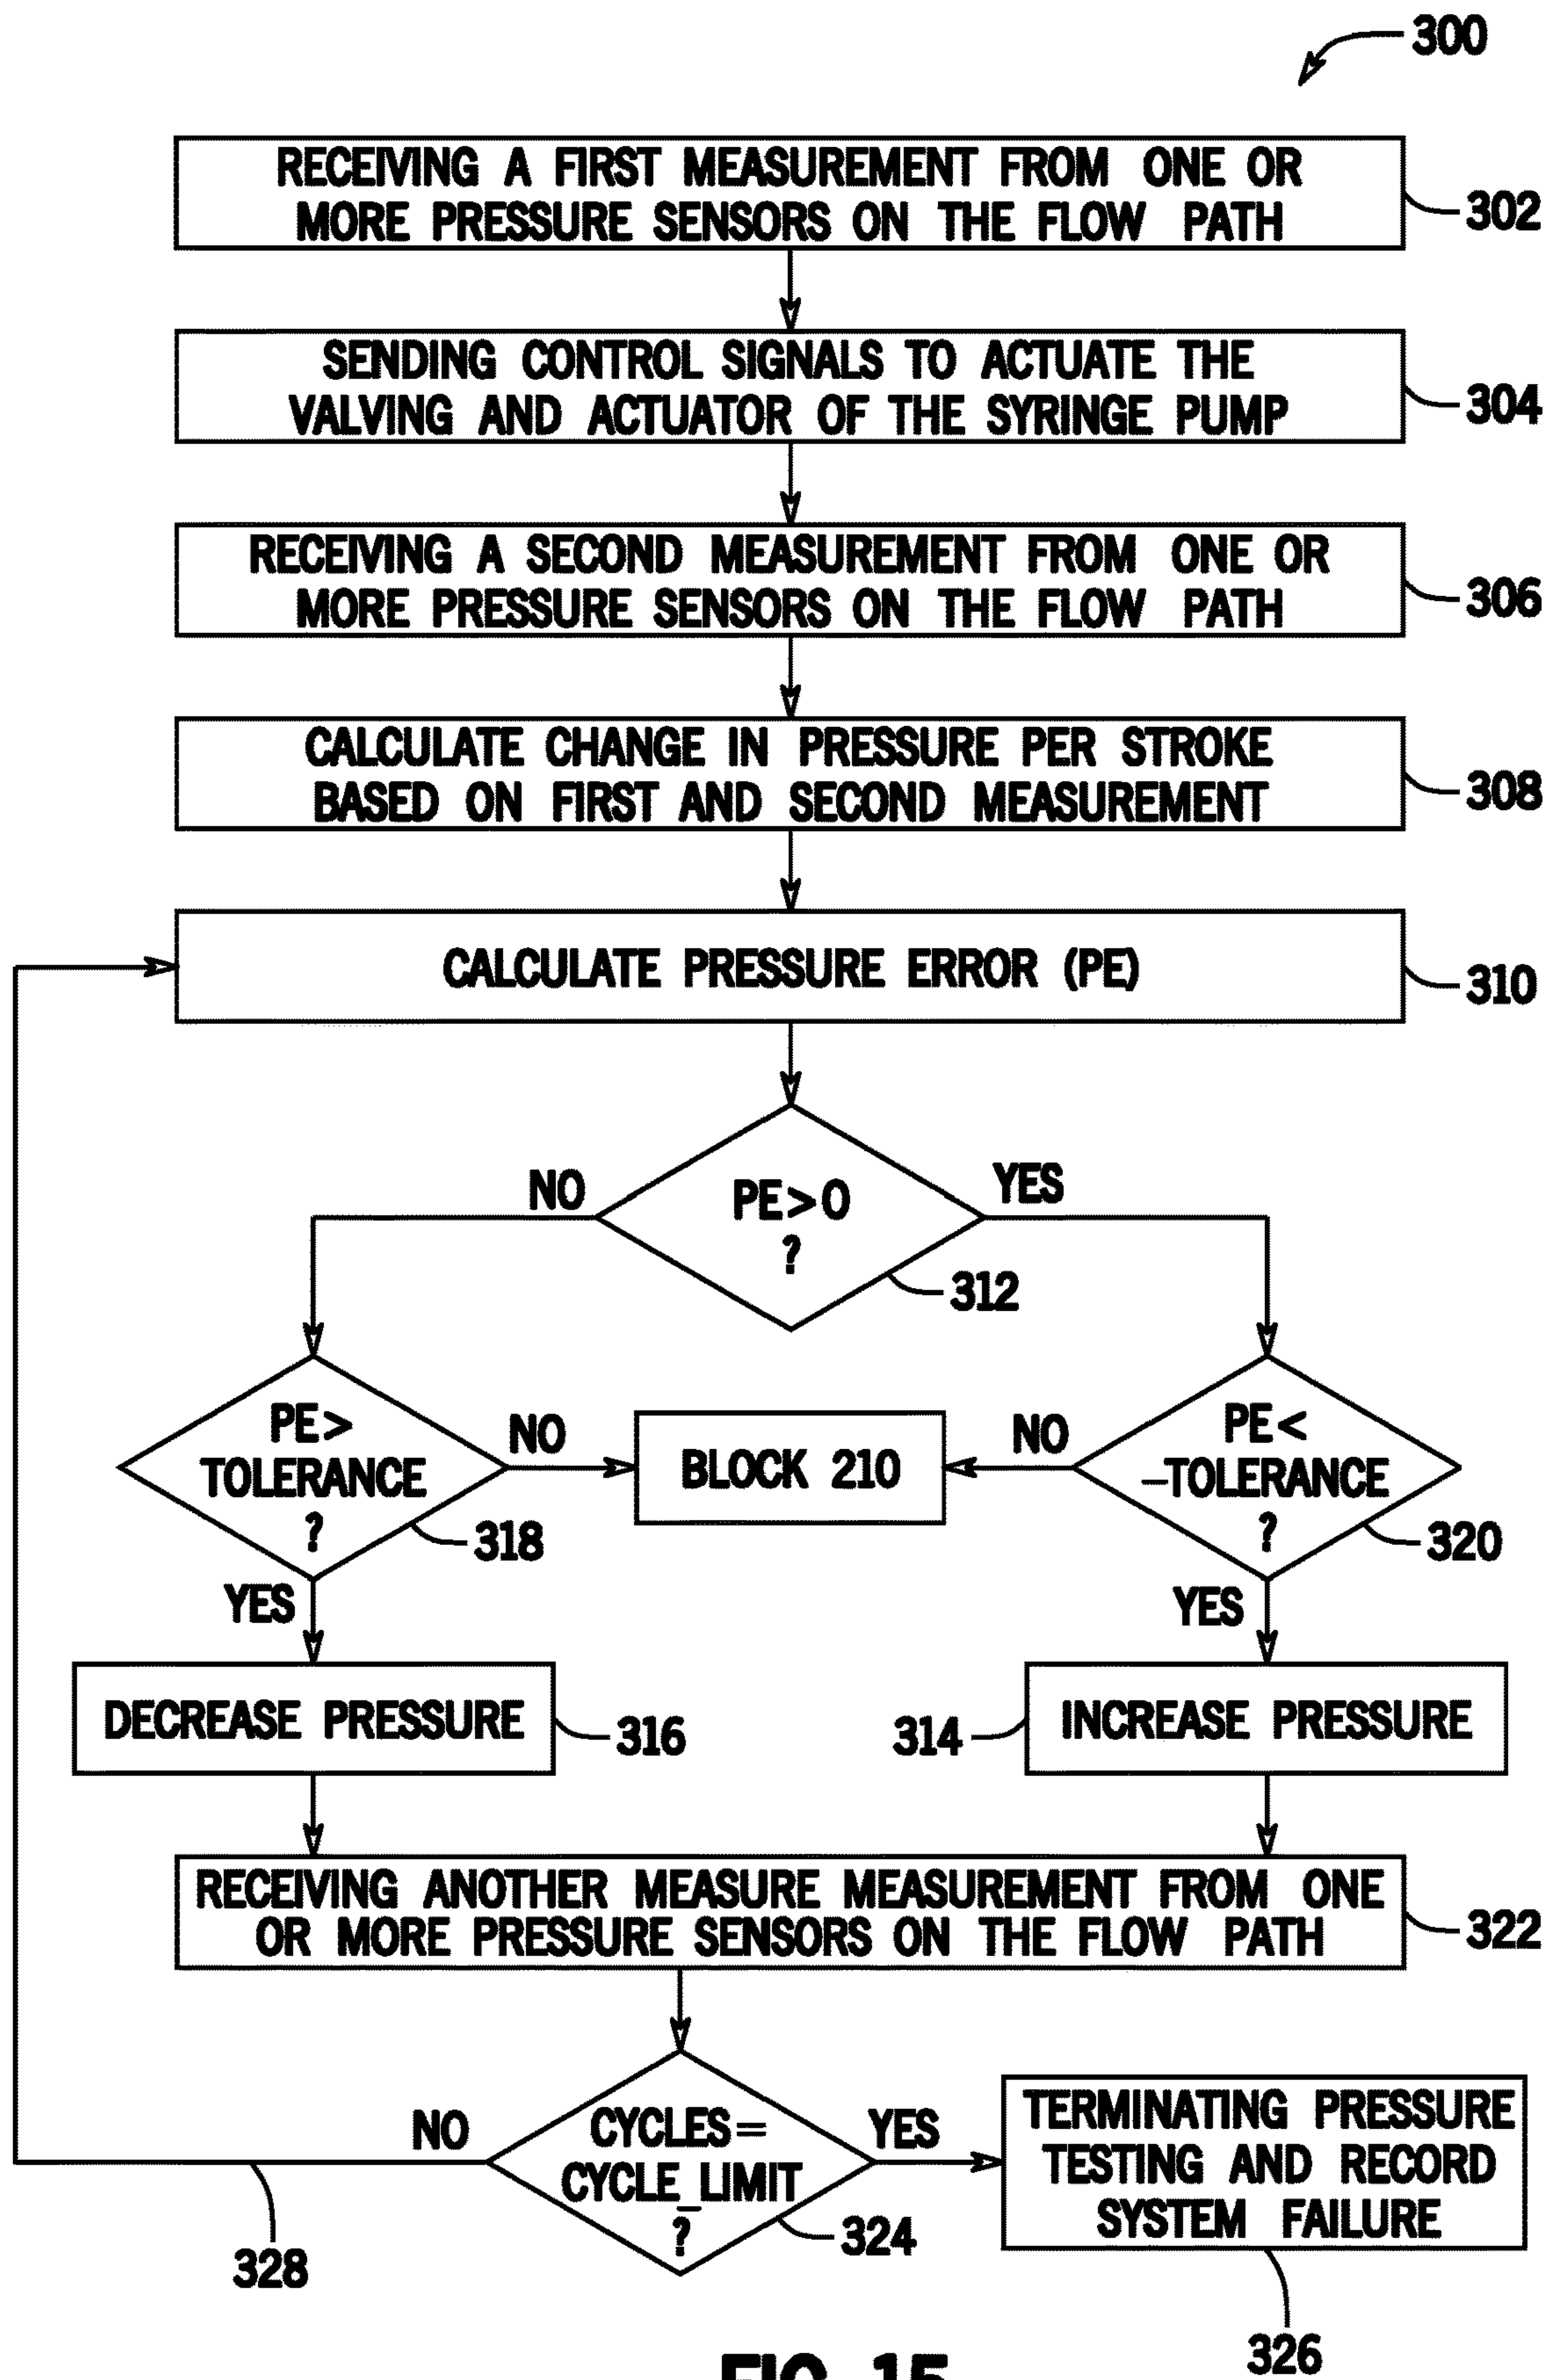 300
RECEIVING A FIRST MEASUREMENT FROM ONE OR
MORE PRESSURE SENSORS ON THE FLOW PATH
302
SENDING CONTROL SIGNALS TO ACTUATE THE
VALVING AND ACTUATOR OF THE SYRINGE PUMP
304
RECEIVING A SECOND MEASUREMENT FROM ONE OR
MORE PRESSURE SENSORS ON THE FLOW PATH
306
CALCULATE CHANGE IN PRESSURE PER STROKE
BASED ON FIRST AND SECOND MEASUREMENT
308
CALCULATE PRESSURE ERROR (PE)
310
NO
PE>0
?
YES
312
PE>
TOLERANCE
?
318
NO
BLOCK 210
NO
PE<
-TOLERANCE
?
320
YES
YES
DECREASE PRESSURE
316
314
INCREASE PRESSURE
RECEIVING ANOTHER MEASURE MEASUREMENT FROM ONE
OR MORE PRESSURE SENSORS ON THE FLOW PATH
322
NO
CYCLES=
CYCLE_LIMIT
?
YES
324
TERMINATING PRESSURE
TESTING AND RECORD
SYSTEM FAILURE
328
326
FIG. 15